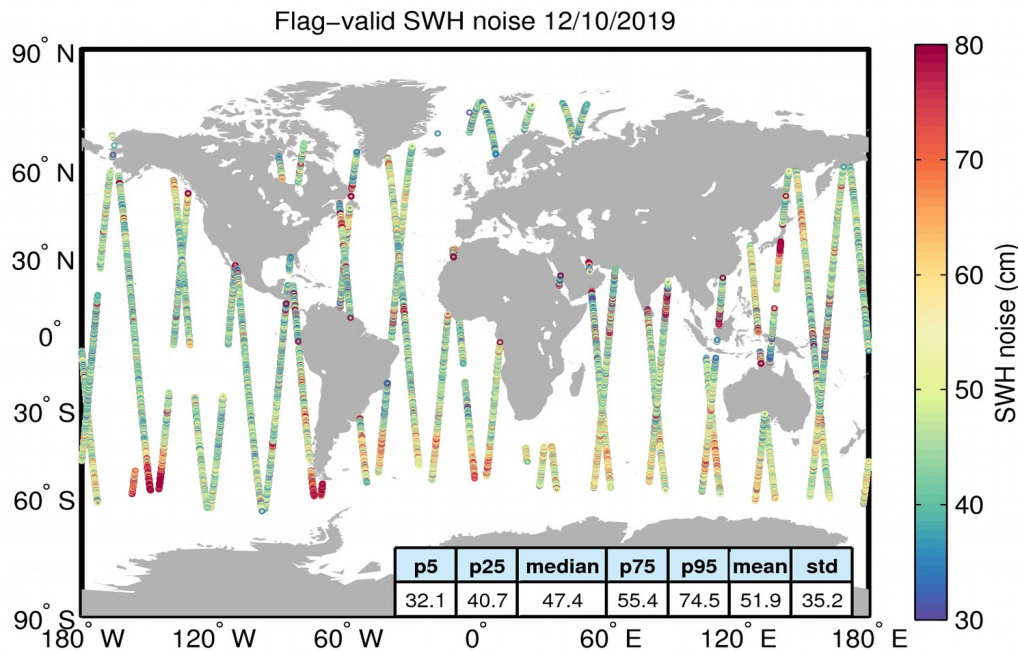 Flag−valid SWH noise 12/10/2019
90° N
60° N
30° N
0°
30° S
60° S
90° S
180° W
120° W
60° W
0°
60° E
120° E
180° E
p5 p25 median p75 p95 mean std
32.1 40.7 47.4 55.4 74.5 51.9 35.2
80
70
60
50
40
30
SWH noise (cm)